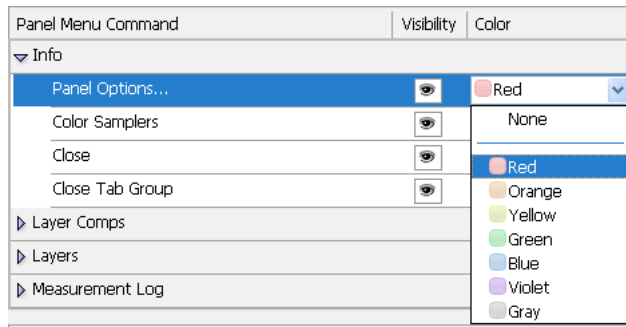 Panel Menu Command Visibility Color
Info
Panel Options... Red
Color Samplers None
Close Red
Close Tab Group Orange
Layer Comps Yellow
Layers Green
Measurement Log Blue
Violet
Gray